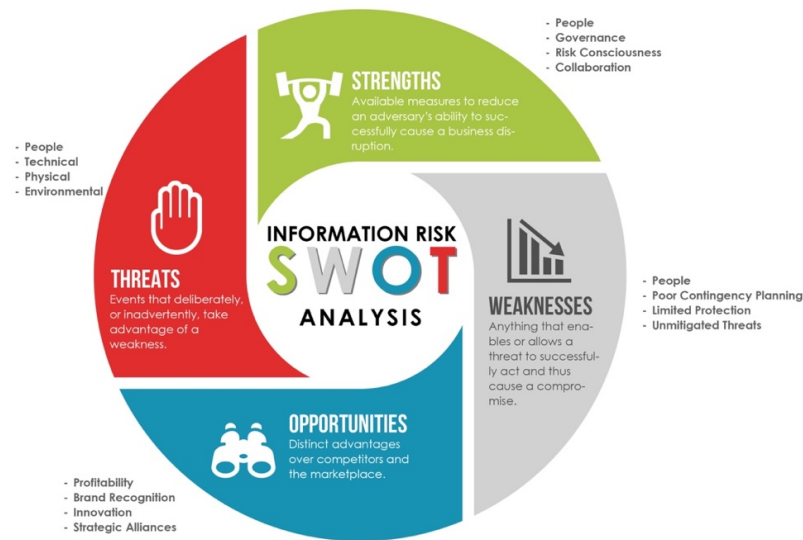 - People
- Governance
- Risk Consciousness
- Collaboration
STRENGTHS
Available measures to reduce
an adversary's ability to suc-
cessfully cause a business dis-
ruption.
- People
- Technical
- Physical
- Environmental
THREATS
Events that deliberately,
or inadvertently, take
advantage of a
weakness.
INFORMATION RISK
SWOT
ANALYSIS
WEAKNESSES
Anything that ena-
bles or allows a
threat to successful-
ly act and thus
cause a compro-
mise.
- People
- Poor Contingency Planning
- Limited Protection
- Unmitigated Threats
OPPORTUNITIES
Distinct advantages
over competitors and
the marketplace.
- Profitability
- Brand Recognition
- Innovation
- Strategic Alliances